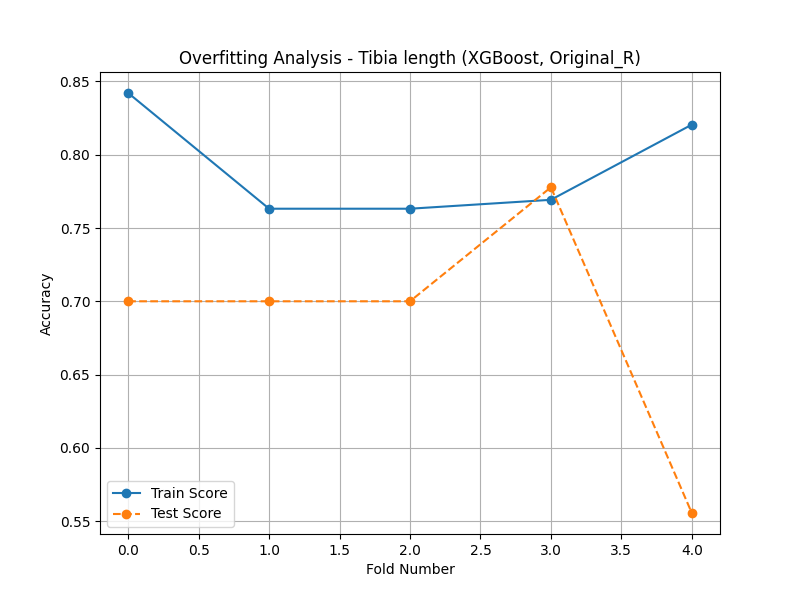 Overfitting Analysis - Tibia length (XGBoost, Original_R)
Accuracy
0.85
0.80
0.75
0.70
0.65
0.60
0.55
Train Score
Test Score
0.0 0.5 1.0 1.5 2.0 2.5 3.0 3.5 4.0
Fold Number